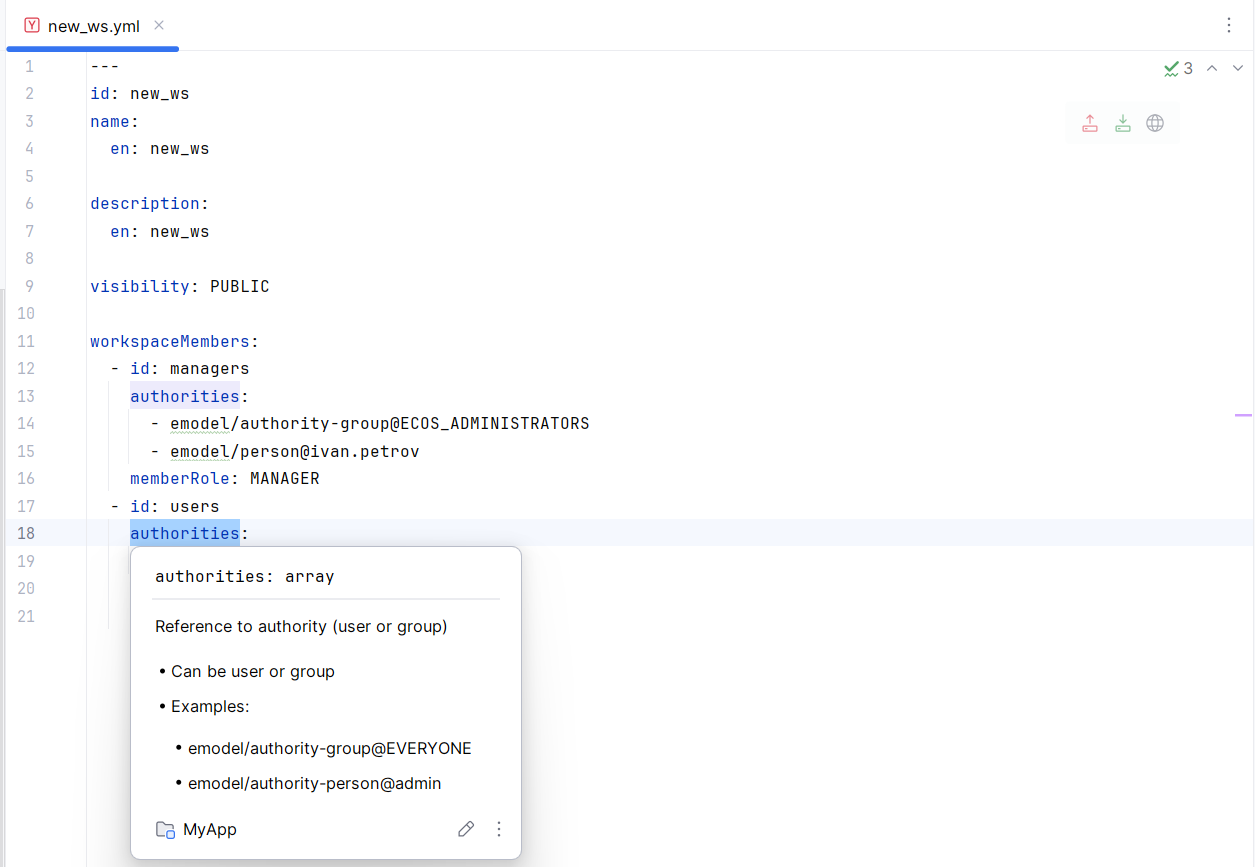 new_ws.yml
1 ---
3
2 id: new_ws
3 name:
4   en: new_ws
5
6 description:
7   en: new_ws
8
9 visibility: PUBLIC
10
11 workspaceMembers:
12   - id: managers
13     authorities:
14       - emodel/authority-group@ECOS_ADMINISTRATORS
15       - emodel/person@ivan.petrov
16     memberRole: MANAGER
17   - id: users
18     authorities:
19
20
21
authorities: array
Reference to authority (user or group)
• Can be user or group
• Examples:
• emodel/authority-group@EVERYONE
• emodel/authority-person@admin
MyApp